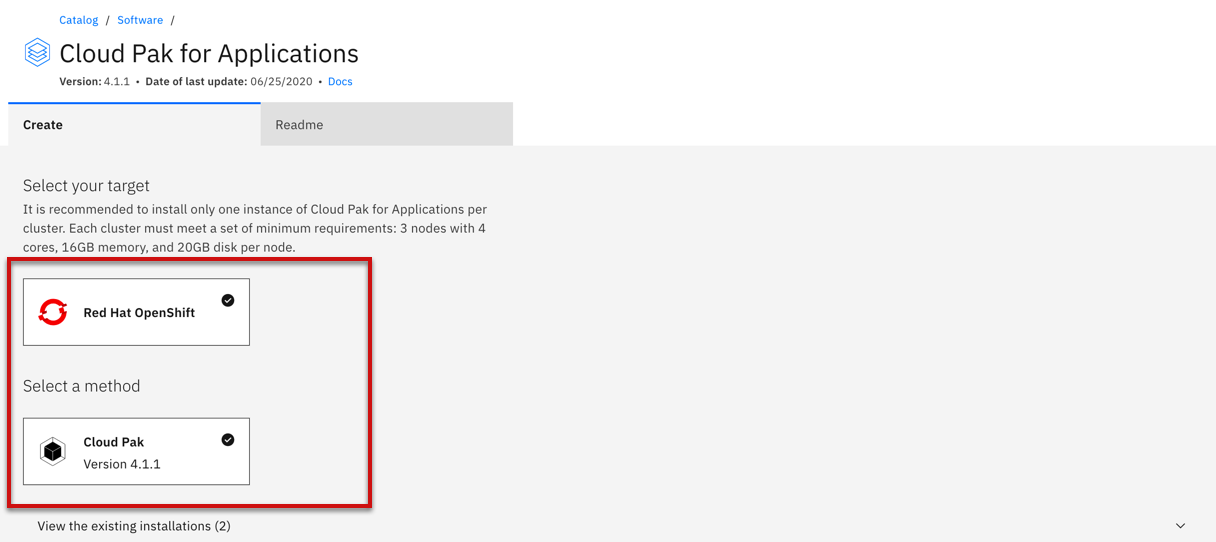 Catalog / Software /
Cloud Pak for Applications
Version: 4.1.1 • Date of last update: 06/25/2020 • Docs
Create
Readme
Select your target
It is recommended to install only one instance of Cloud Pak for Applications per
cluster. Each cluster must meet a set of minimum requirements: 3 nodes with 4
cores, 16GB memory, and 20GB disk per node.
Red Hat OpenShift
Select a method
Cloud Pak
Version 4.1.1
View the existing installations (2)